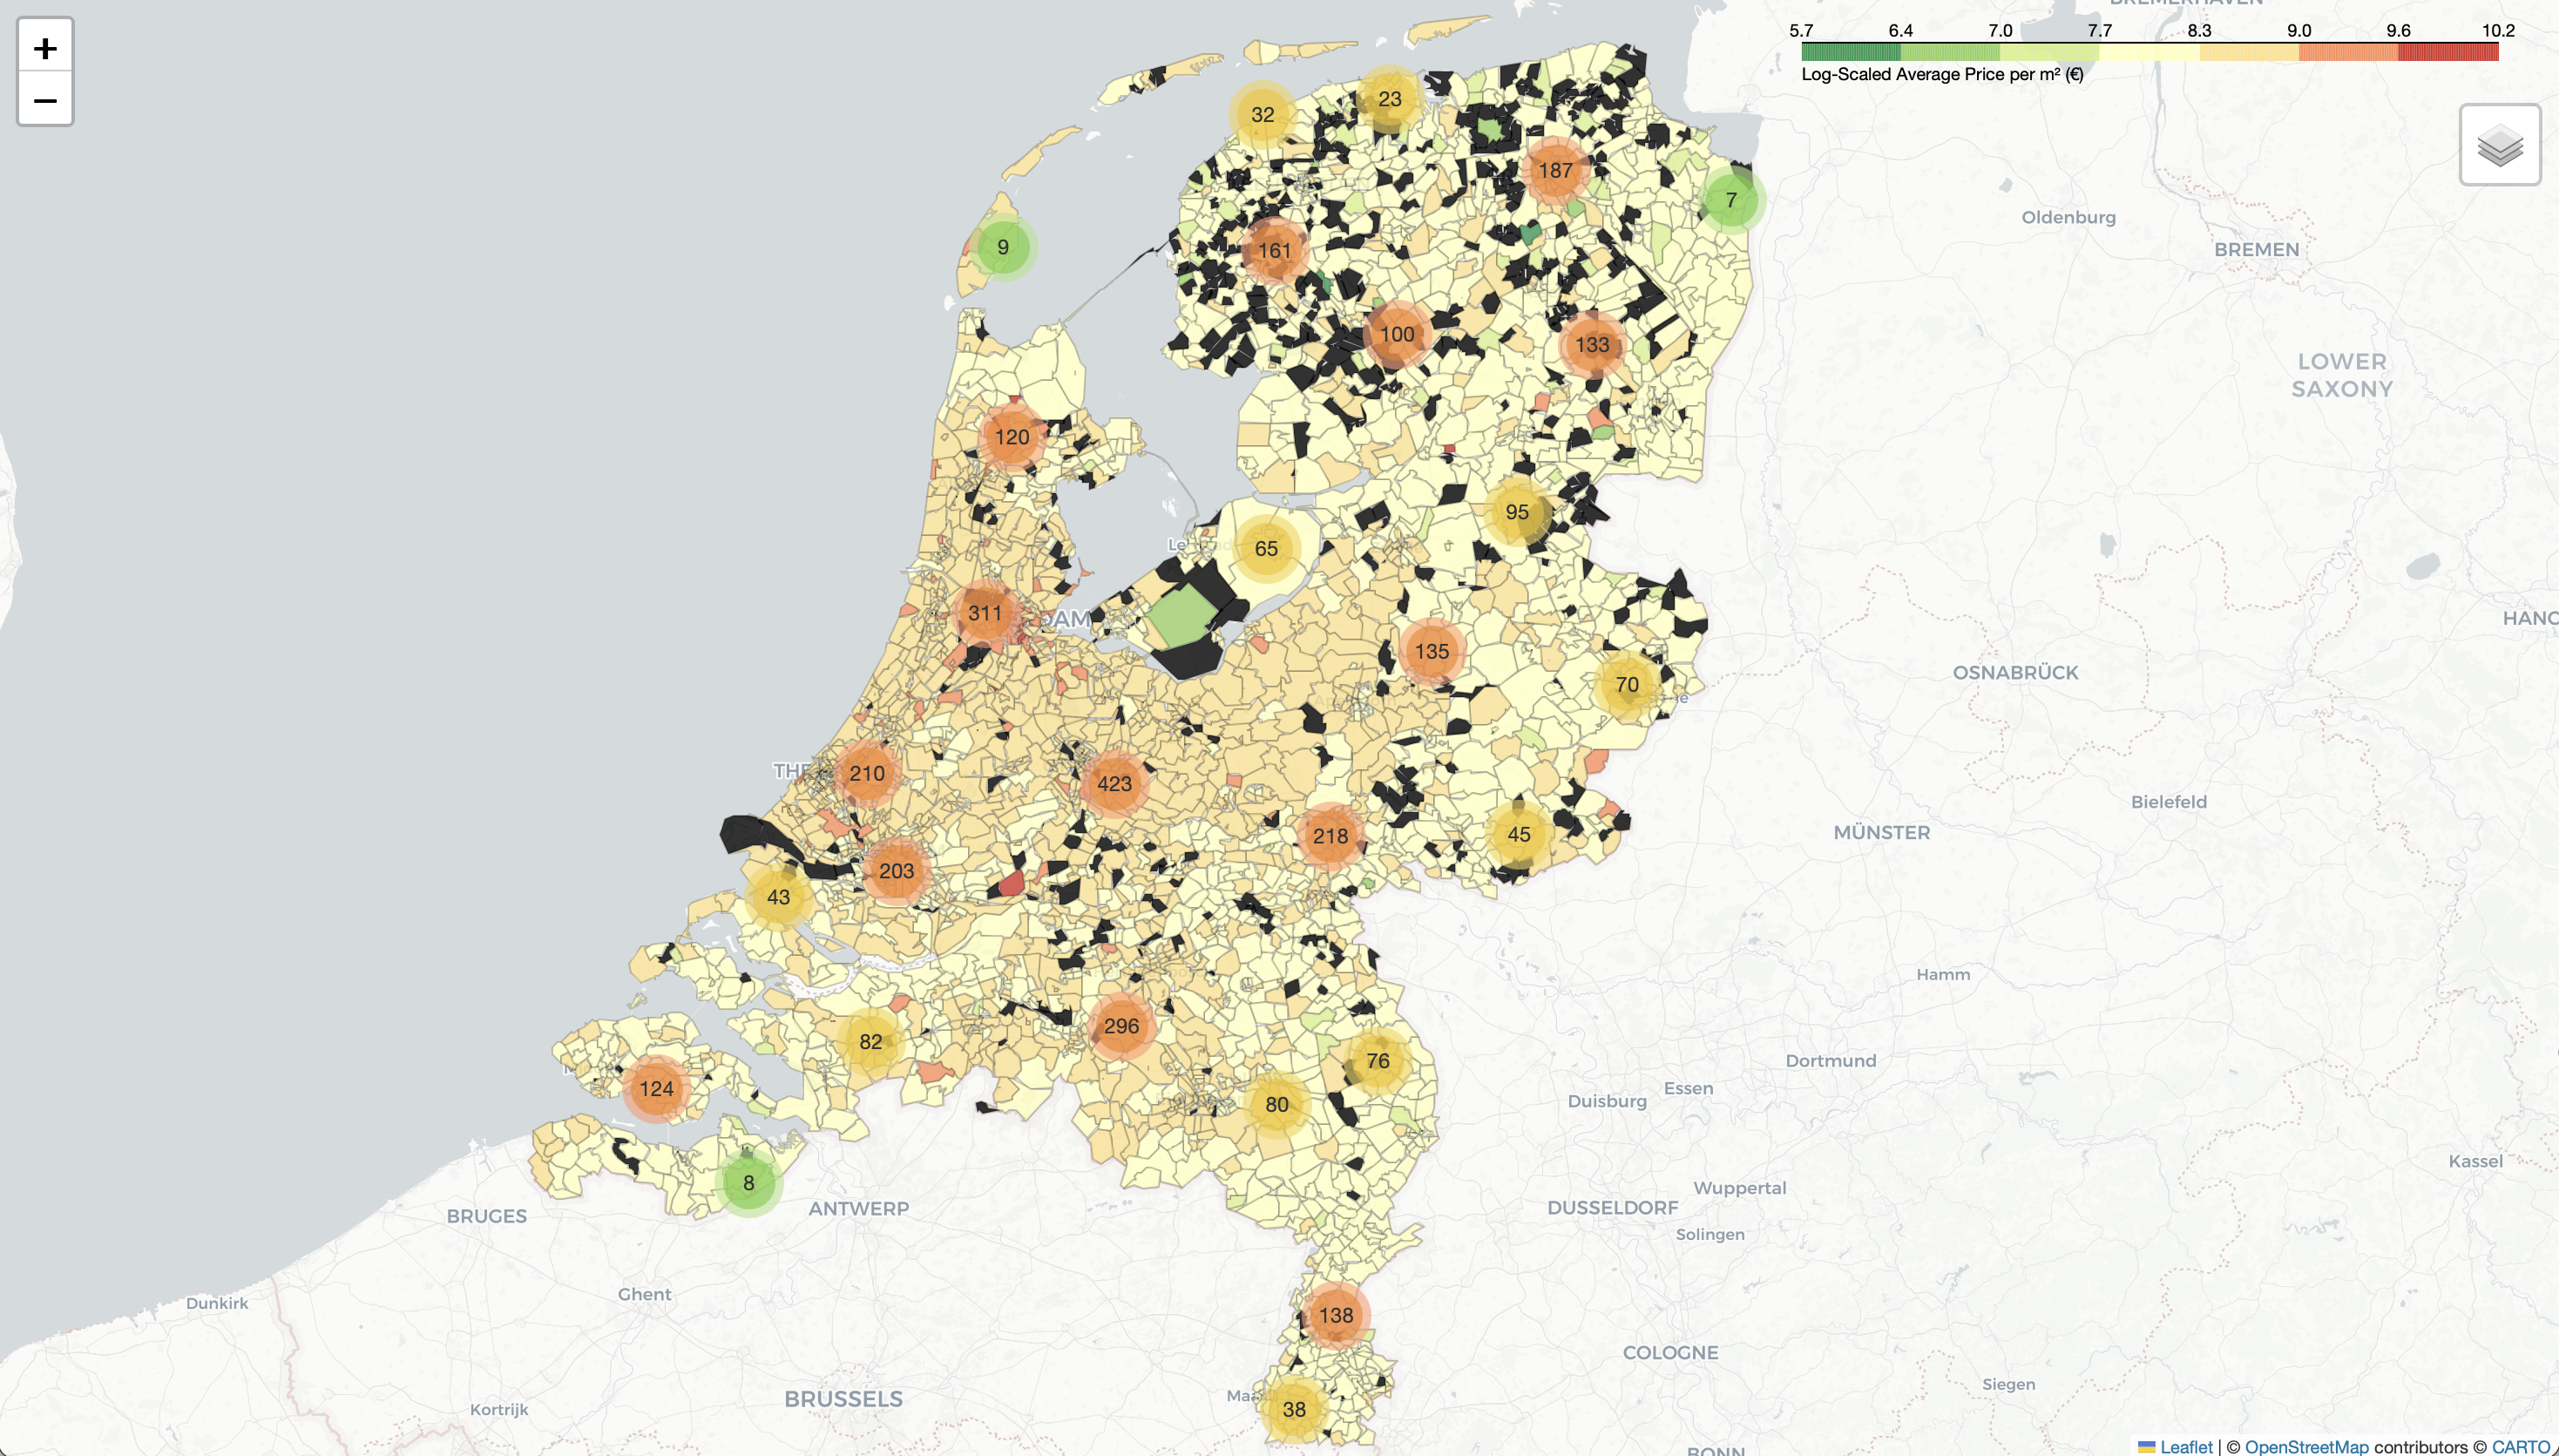 +
−
BREMERHAVEN
5.7 6.4 7.0 7.7 8.3 9.0 9.6 10.2
Log-Scaled Average Price per m² (€)
32
23
187
7
9
161
Oldenburg
BREMEN
100
133
LOWER
SAXONY
120
95
65
311
DAM
HANO
135
OSNABRÜCK
70
THE
210
423
Bielefeld
218
45
MÜNSTER
203
43
Hamm
296
82
76
Dortmund
124
80
Essen
Duisburg
Kassel
8
Wuppertal
ANTWERP
DUSSELDORF
BRUGES
Solingen
Ghent
Dunkirk
138
COLOGNE
Siegen
BRUSSELS
Kortrijk
38
BONN
Leaflet | © OpenStreetMap contributors © CARTO